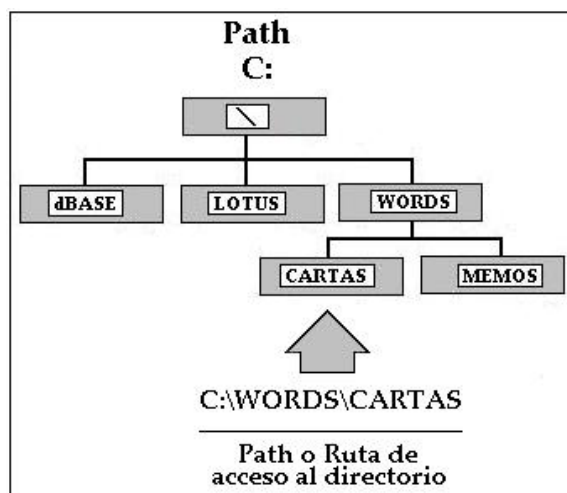 Path
C:
\
dBASE LOTUS WORDS
CARTAS MEMOS
C:\WORDS\CARTAS
Path o Ruta de
acceso al directorio